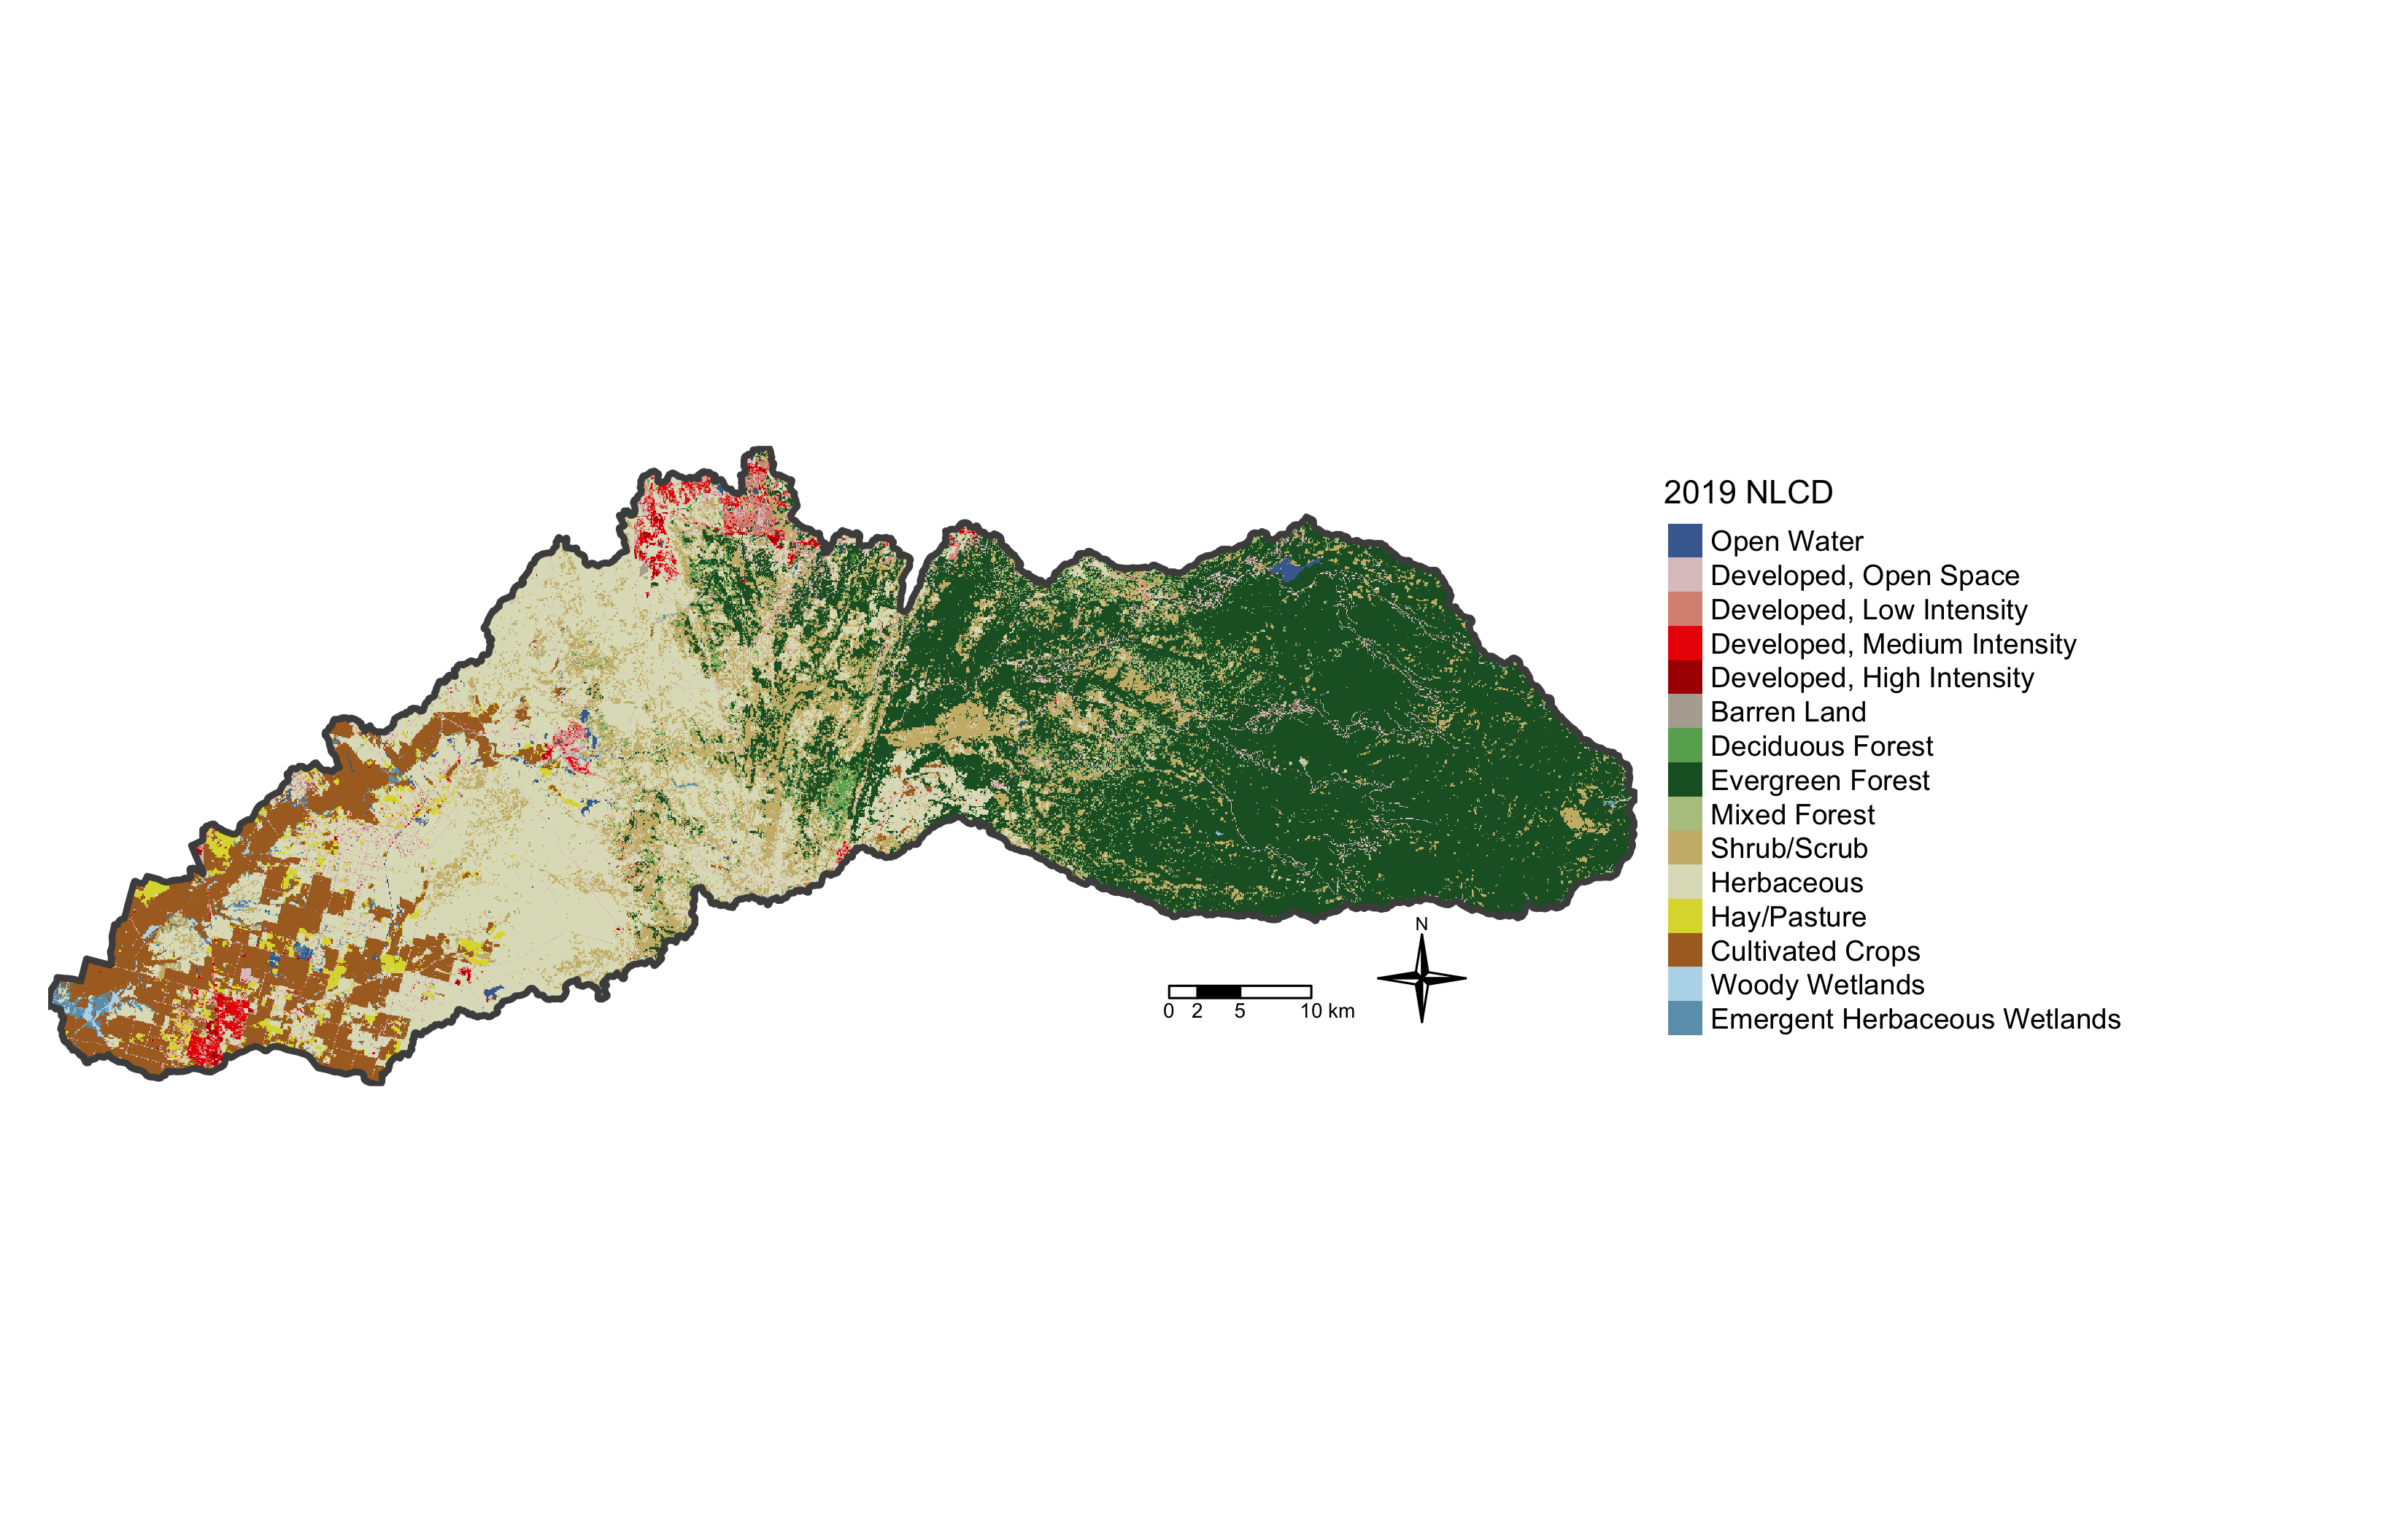 2019 NLCD
Open Water
Developed, Open Space
Developed, Low Intensity
Developed, Medium Intensity
Developed, High Intensity
Barren Land
Deciduous Forest
Evergreen Forest
Mixed Forest
Shrub/Scrub
Herbaceous
Hay/Pasture
Cultivated Crops
Woody Wetlands
Emergent Herbaceous Wetlands
N
0 2 5 10 km